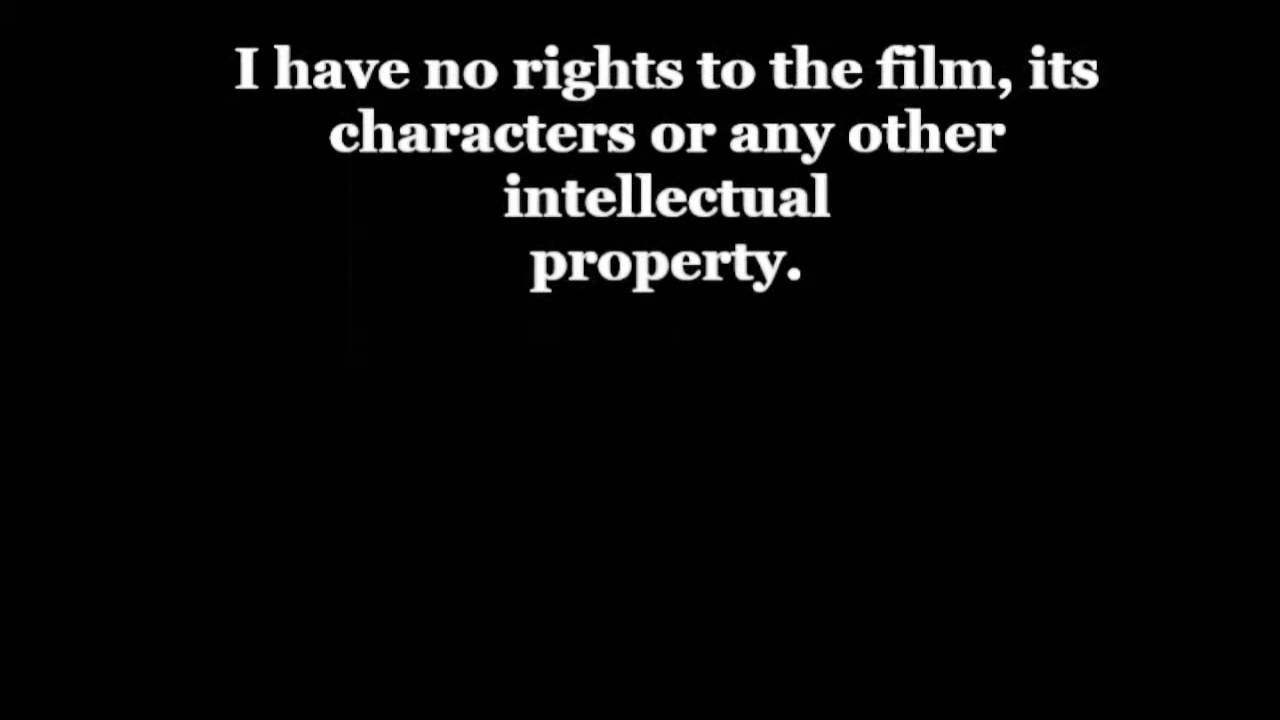 I have no rights to the film, its
characters or any other
intellectual
property.